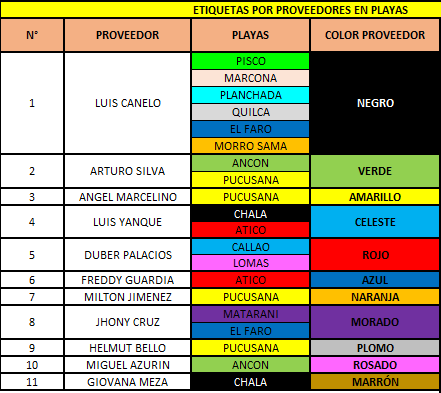 ETIQUETAS POR PROVEEDORES EN PLAYAS
N° PROVEEDOR PLAYAS COLOR PROVEEDOR
1 LUIS CANELO PISCO NEGRO
MARCONA
PLANCHADA
QUILCA
EL FARO
MORRO SAMA
2 ARTURO SILVA ANCON VERDE
PUCUSANA
3 ANGEL MARCELINO PUCUSANA AMARILLO
4 LUIS YANQUE CHALA CELESTE
ATICO
5 DUBER PALACIOS CALLAO ROJO
LOMAS
6 FREDDY GUARDIA ATICO AZUL
7 MILTON JIMENEZ PUCUSANA NARANJA
8 JHONY CRUZ MATARANI MORADO
EL FARO
9 HELMUT BELLO PUCUSANA PLOMO
10 MIGUEL AZURIN ANCON ROSADO
11 GIOVANA MEZA CHALA MARRÓN